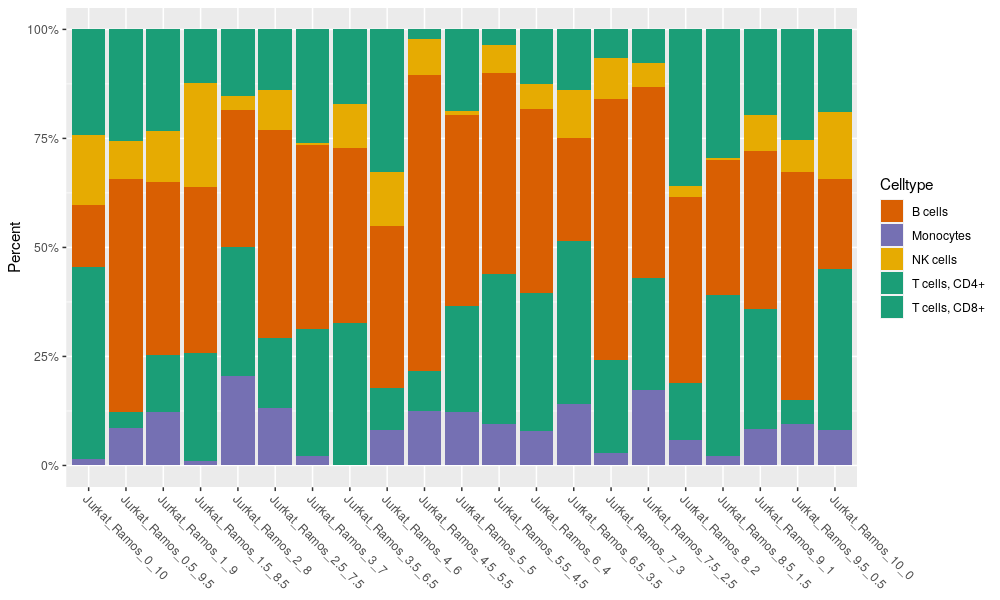 100%
75%
50%
25%
0%
Percent
Jurkat_Ramos_0_10
Jurkat_Ramos_0.5_9.5
Jurkat_Ramos_1_9
Jurkat_Ramos_1.5_8.5
Jurkat_Ramos_2_8
Jurkat_Ramos_2.5_7.5
Jurkat_Ramos_3_7
Jurkat_Ramos_3.5_6.5
Jurkat_Ramos_4_6
Jurkat_Ramos_4.5_5.5
Jurkat_Ramos_5_5
Jurkat_Ramos_5.5_4.5
Jurkat_Ramos_6_4
Jurkat_Ramos_6.5_3.5
Jurkat_Ramos_7_3
Jurkat_Ramos_7.5_2.5
Jurkat_Ramos_8_2
Jurkat_Ramos_8.5_1.5
Jurkat_Ramos_9_1
Jurkat_Ramos_9.5_0.5
Jurkat_Ramos_10_0
Celltype
B cells
Monocytes
NK cells
T cells, CD4+
T cells, CD8+